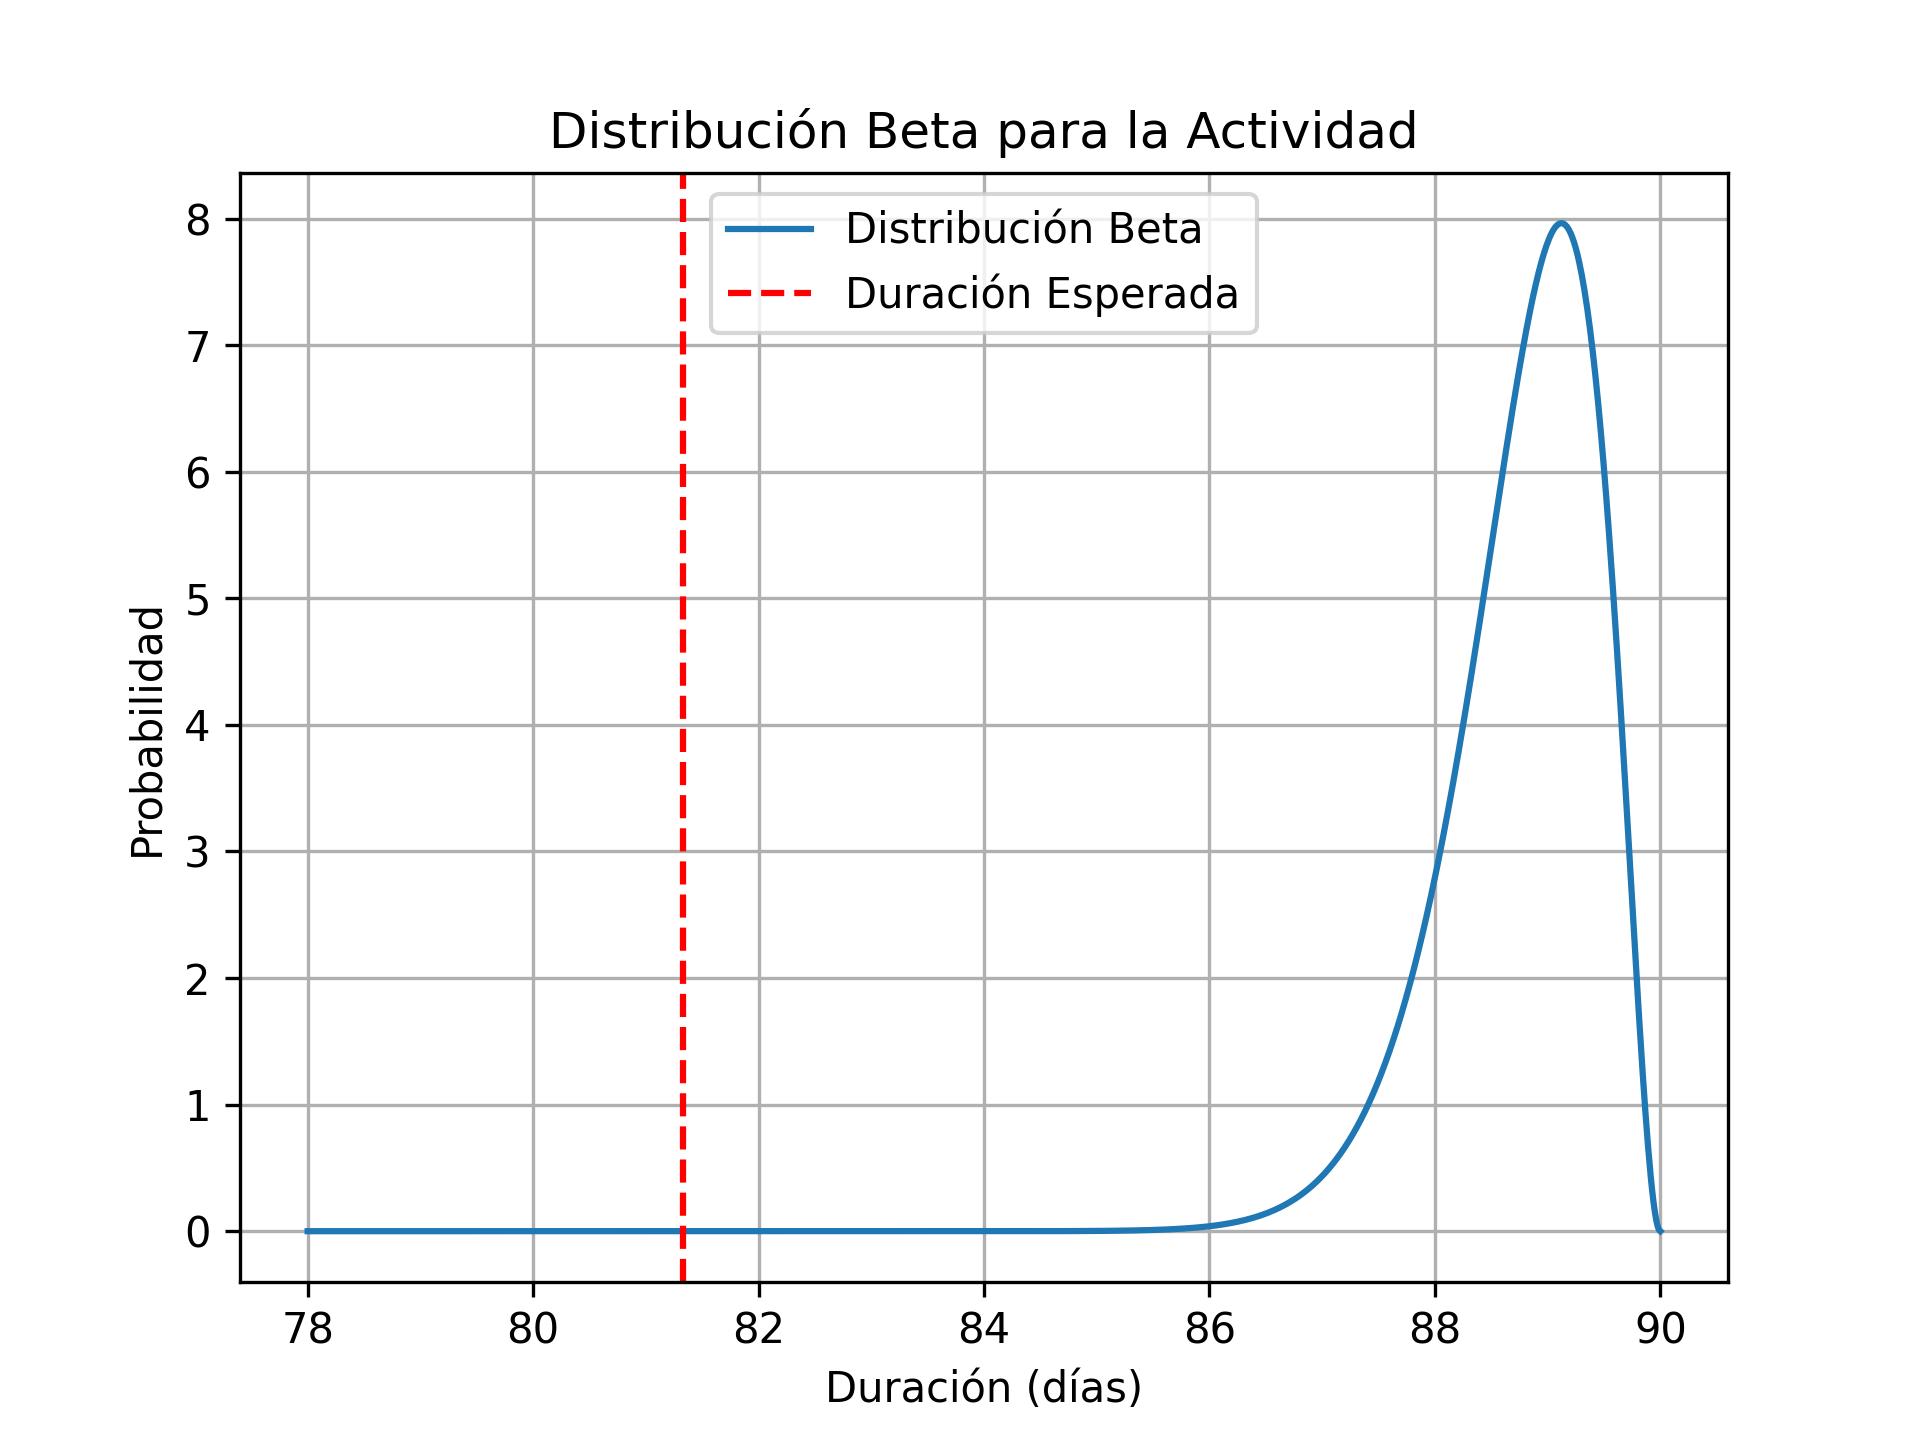 Distribución Beta para la Actividad
Distribución Beta
Duración Esperada
Probabilidad
8
7
6
5
4
3
2
1
0
78 80 82 84 86 88 90
Duración (días)